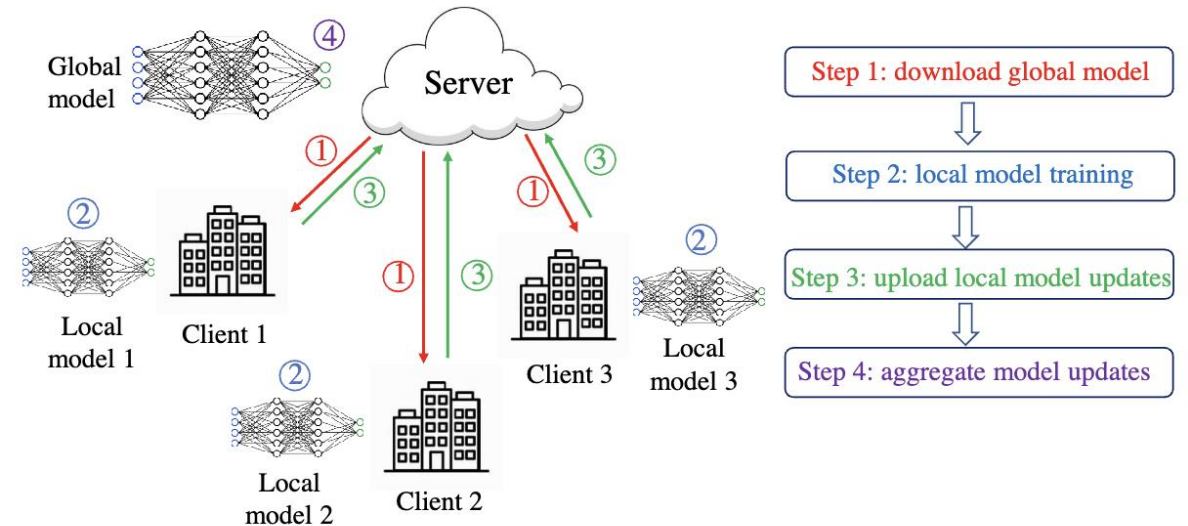 ④
Global
model
Server
①
③
②
Local
model 1
Client 1
①
③
②
Local
model 2
Client 2
①
③
②
Client 3
Local
model 3
Step 1: download global model
Step 2: local model training
Step 3: upload local model updates
Step 4: aggregate model updates